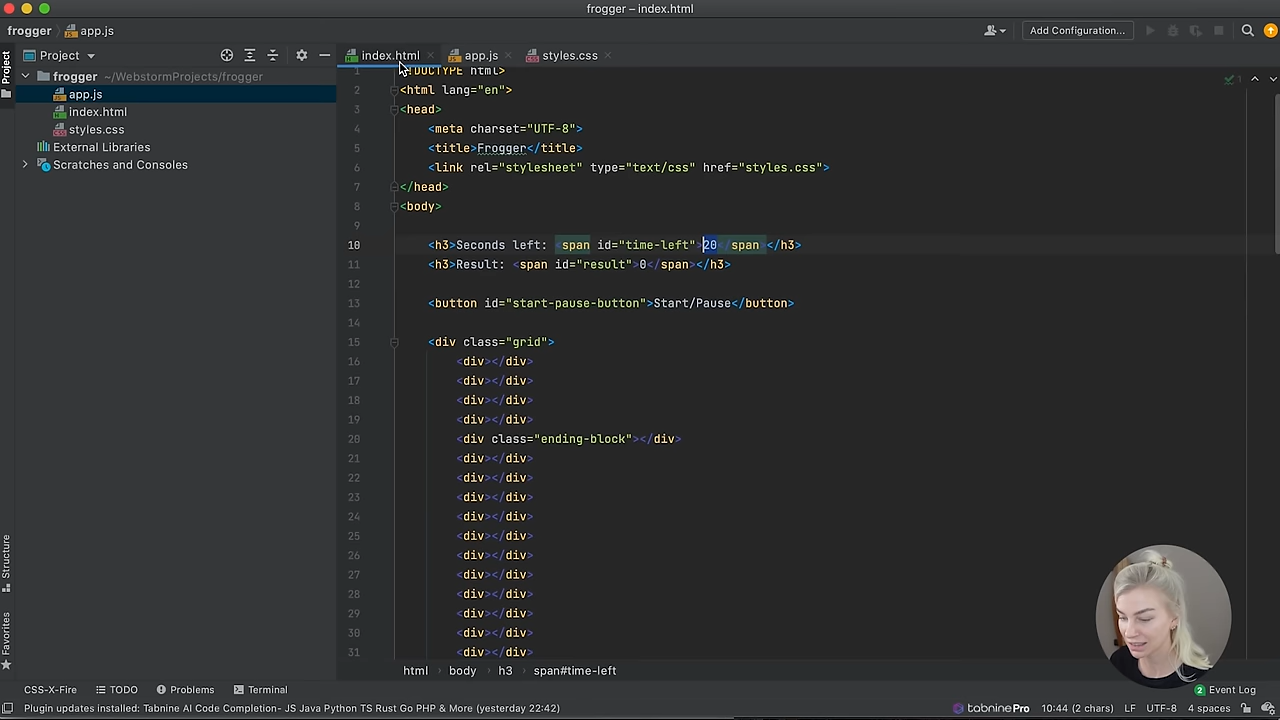 frogger – index.html
frogger app.js Add Configuration...
Project index.html app.js styles.css
Project
frogger ~/WebstormProjects/frogger
app.js
index.html
styles.css
External Libraries
Scratches and Consoles
1 <!DOCTYPE html>
2 <html lang="en">
3 <head>
4 <meta charset="UTF-8">
5 <title>Frogger</title>
6 <link rel="stylesheet" type="text/css" href="styles.css">
7 </head>
8 <body>
9
10 <h3>Seconds left: <span id="time-left">20</span></h3>
11 <h3>Result: <span id="result">0</span></h3>
12
13 <button id="start-pause-button">Start/Pause</button>
14
15 <div class="grid">
16 <div></div>
17 <div></div>
18 <div></div>
19 <div></div>
20 <div class="ending-block"></div>
21 <div></div>
22 <div></div>
23 <div></div>
24 <div></div>
25 <div></div>
26 <div></div>
27 <div></div>
28 <div></div>
29 <div></div>
30 <div></div>
31 <div></div>
1
Structure
Favorites
html body h3 span#time-left
CSS-X-Fire TODO Problems Terminal 2 Event Log
Plugin updates installed: Tabnine AI Code Completion- JS Java Python TS Rust Go PHP & More (yesterday 22:42) tabninePro 10:44 (2 chars) LF UTF-8 4 spaces